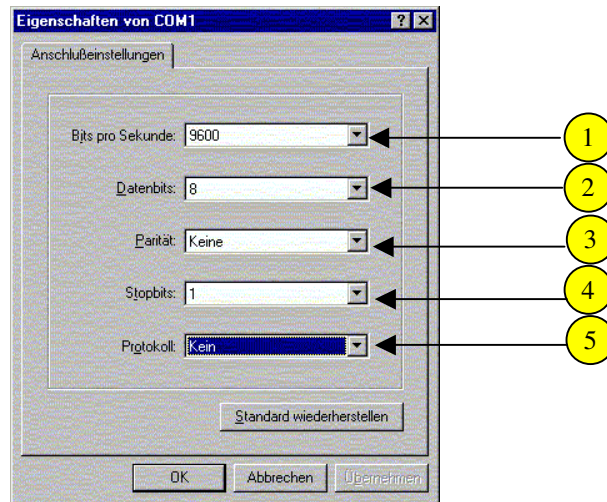 Eigenschaften von COM1
Anschlußeinstellungen
Bits pro Sekunde: 9600 1
Datenbits: 8 2
Parität: Keine 3
Stopbits: 1 4
Protokoll: Kein 5
Standard wiederherstellen
OK Abbrechen Übernehmen